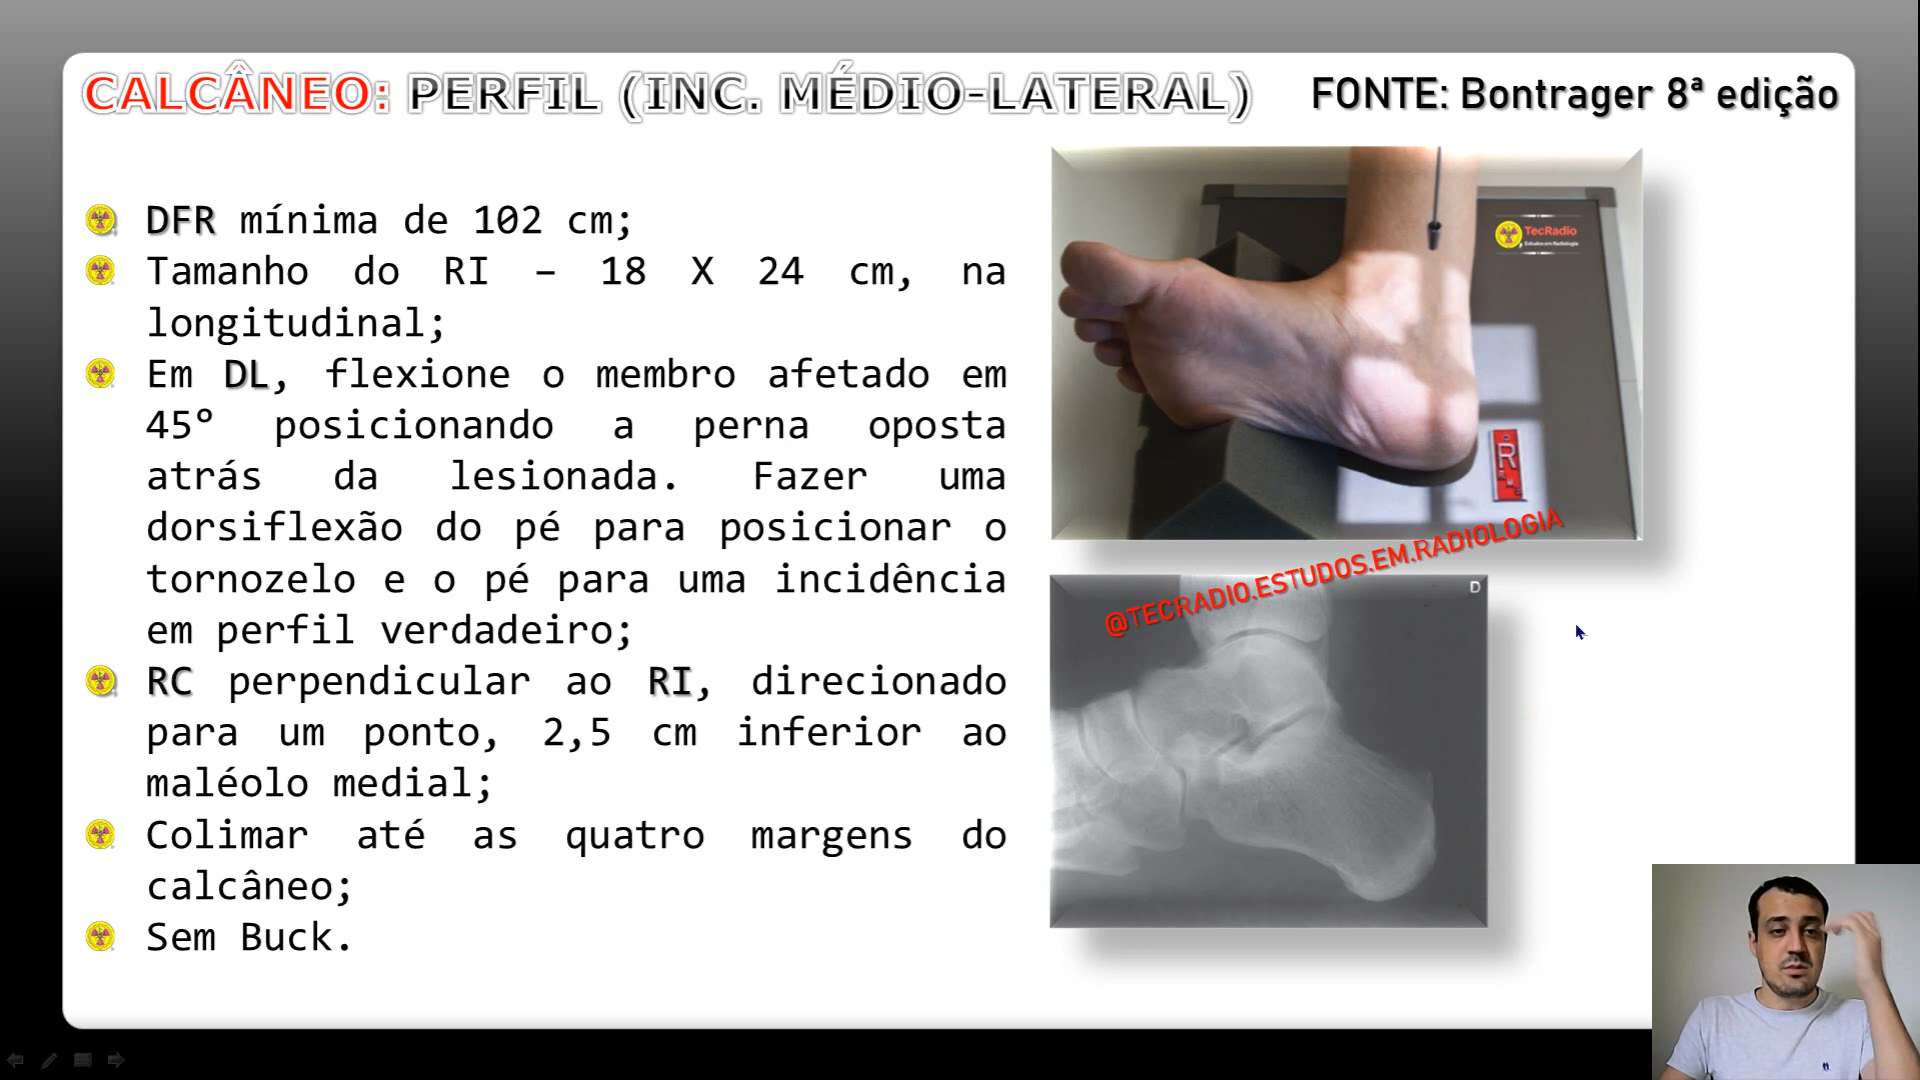 CALCÂNEO: PERFIL (INC. MÉDIO-LATERAL)
FONTE: Bontrager 8ª edição
DFR mínima de 102 cm;
Tamanho do RI – 18 X 24 cm, na
longitudinal;
Em DL, flexione o membro afetado em
45º posicionando a perna oposta
atrás da lesionada. Fazer uma
dorsiflexão do pé para posicionar o
tornozelo e o pé para uma incidência
em perfil verdadeiro;
RC perpendicular ao RI, direcionado
para um ponto, 2,5 cm inferior ao
maléolo medial;
Colimar até as quatro margens do
calcâneo;
Sem Buck.
TecRadio
Estudos em Radiologia
R
@TECRADIO.ESTUDOS.EM.RADIOLOGIA
D